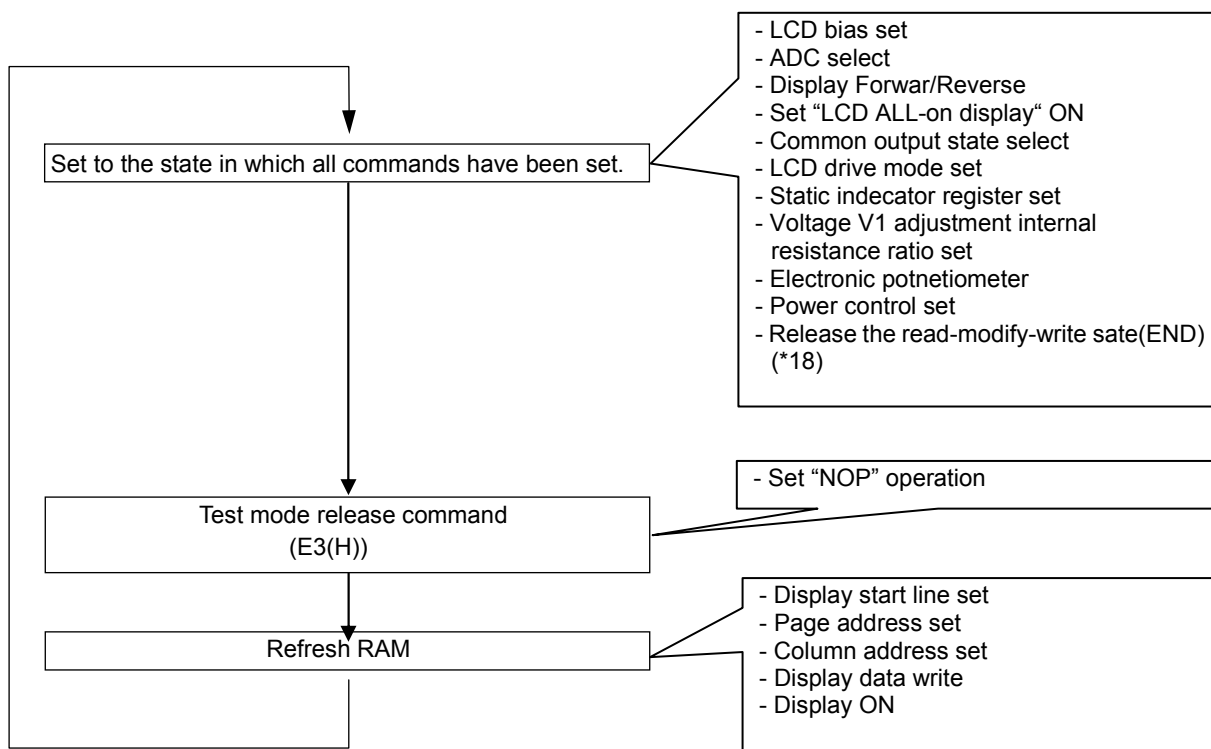 - LCD bias set
- ADC select
- Display Forwar/Reverse
- Set “LCD ALL-on display“ ON
- Common output state select
- LCD drive mode set
- Static indecator register set
- Voltage V1 adjustment internal
resistance ratio set
- Electronic potnetiometer
- Power control set
- Release the read-modify-write sate(END)
(*18)
Set to the state in which all commands have been set.
- Set “NOP” operation
Test mode release command
(E3(H))
- Display start line set
- Page address set
- Column address set
- Display data write
- Display ON
Refresh RAM